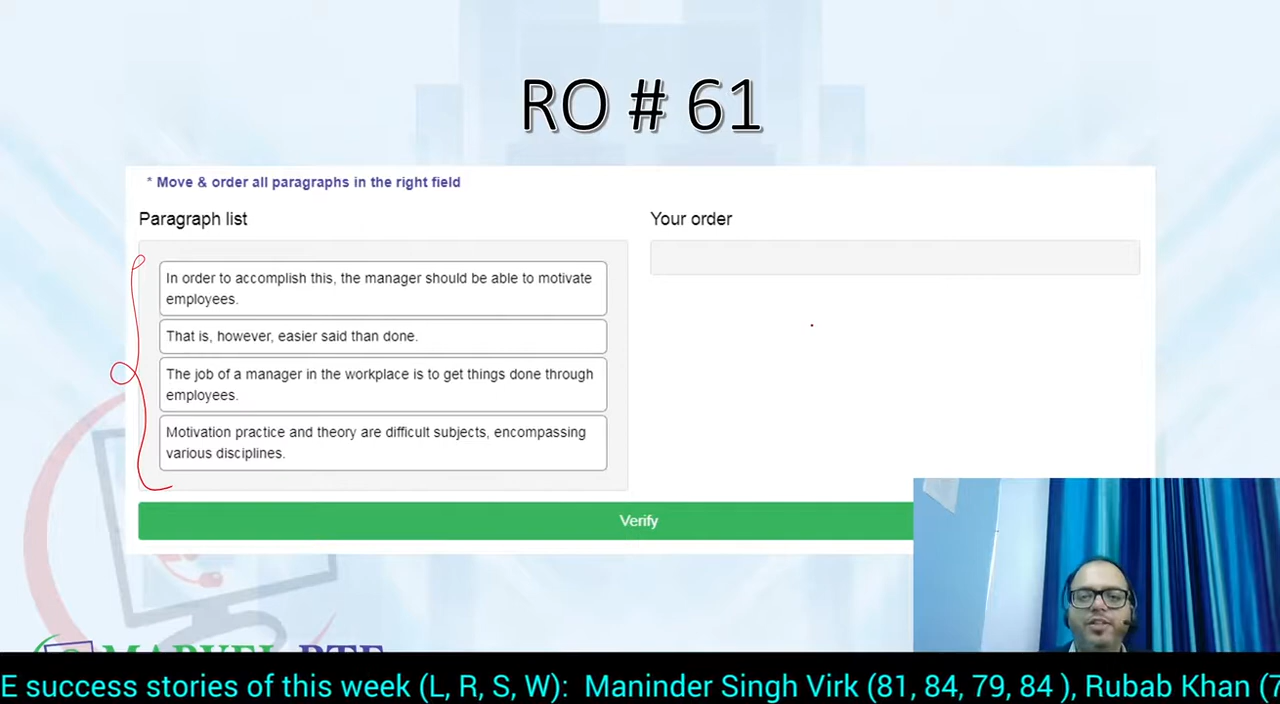 RO # 61
* Move & order all paragraphs in the right field
Paragraph list
Your order
In order to accomplish this, the manager should be able to motivate
employees.
That is, however, easier said than done.
The job of a manager in the workplace is to get things done through
employees.
Motivation practice and theory are difficult subjects, encompassing
various disciplines.
Verify
MARVEL PTE
E success stories of this week (L, R, S, W): Maninder Singh Virk (81, 84, 79, 84 ), Rubab Khan (7